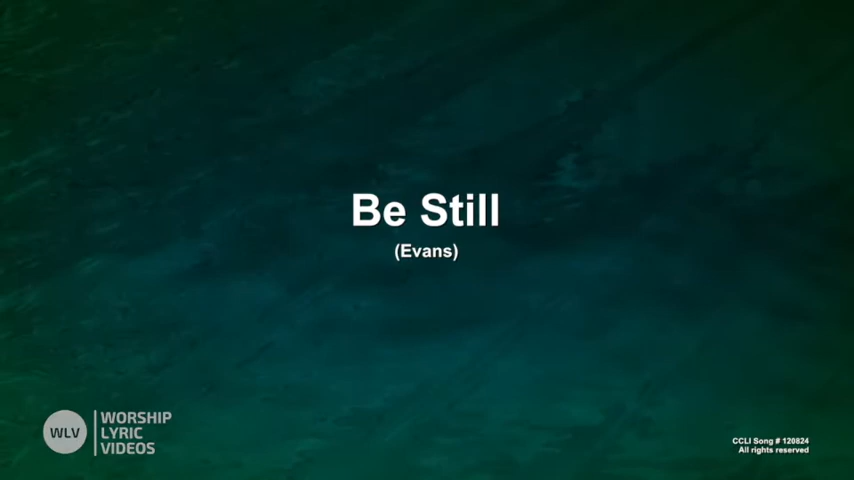 Be Still
(Evans)
WLV
WORSHIP
LYRIC
VIDEOS
CCLI Song # 120824
All rights reserved